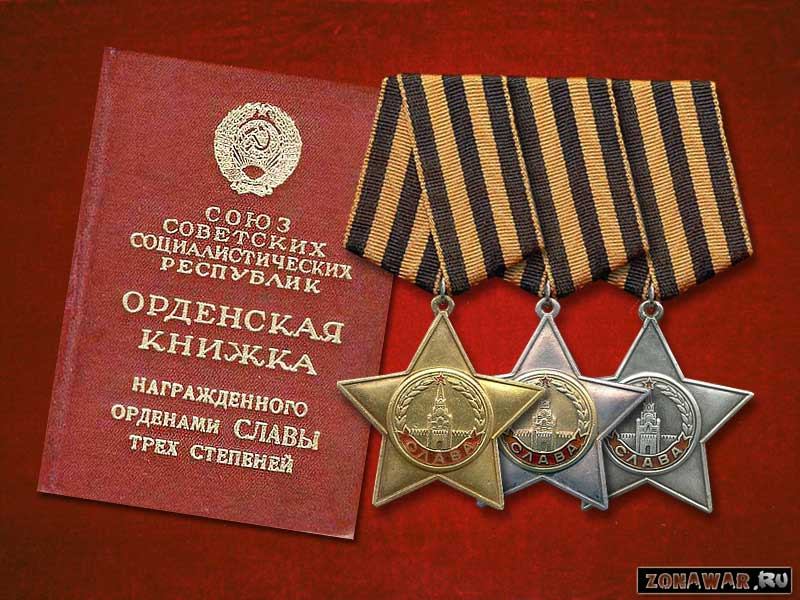 СОЮЗ
СОВЕТСКИХ
СОЦИАЛИСТИЧЕСКИХ
РЕСПУБЛИК
ОРДЕНСКАЯ
КНИЖКА
НАГРАЖДЕННОГО
ОРДЕНАМИ СЛАВЫ
ТРЕХ СТЕПЕНЕЙ
СЛАВА
СЛАВА
СЛАВА
ZONAWAR.RU